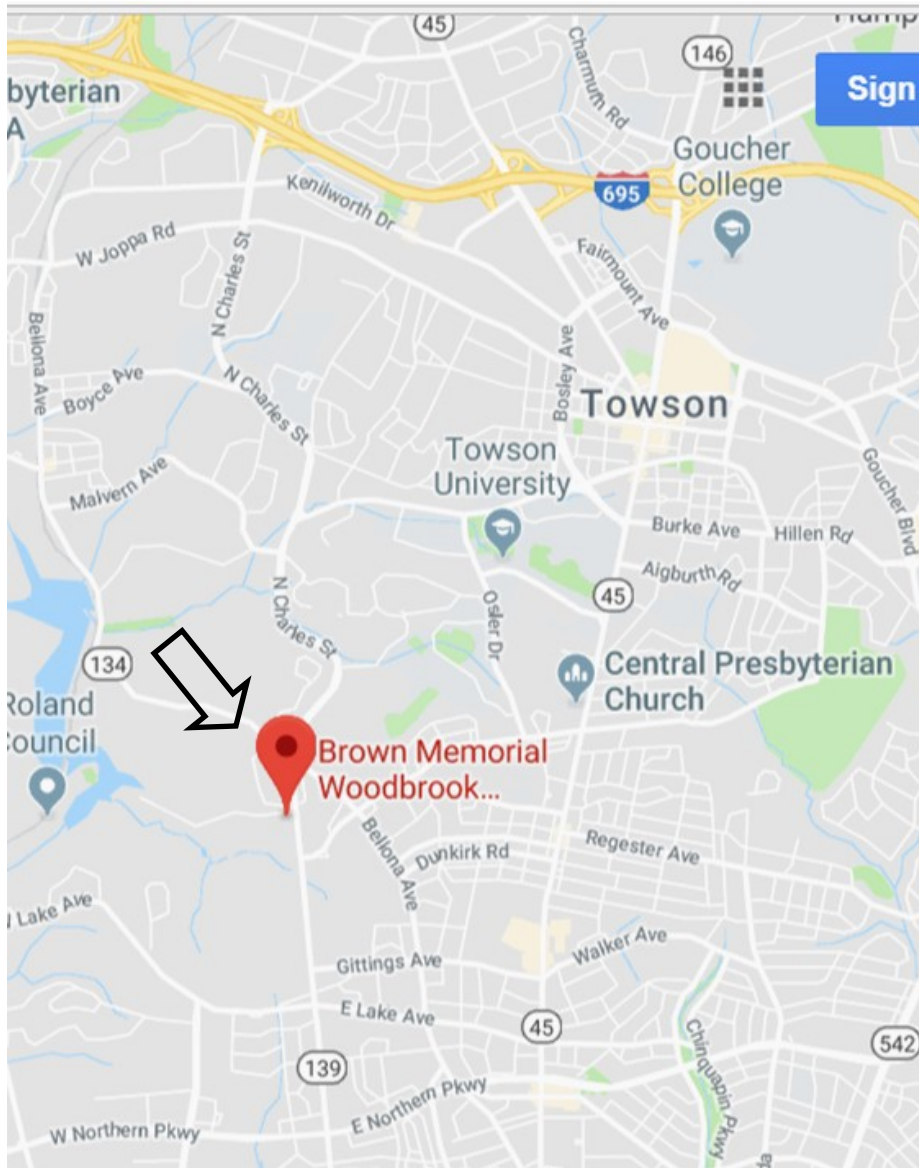 45
146
Charmuth Rd
Sign
byterian
A
Goucher
College
695
Kenilworth Dr
W Joppa Rd
N Charles St
Fairmount Ave
Bellona Ave
Bosley Ave
Boyce Ave
N Charles St
Towson
Towson
University
Malvern Ave
Goucher Blvd
Burke Ave
Hillen Rd
Aigburth Rd
N Charles St
Osler Dr
45
134
Central Presbyterian
Church
Roland
Council
Brown Memorial
Woodbrook...
Bellona Ave
Dunkirk Rd
Regester Ave
W Lake Ave
Walker Ave
Gittings Ave
E Lake Ave
45
Chinquapin Pkwy
542
139
E Northern Pkwy
W Northern Pkwy